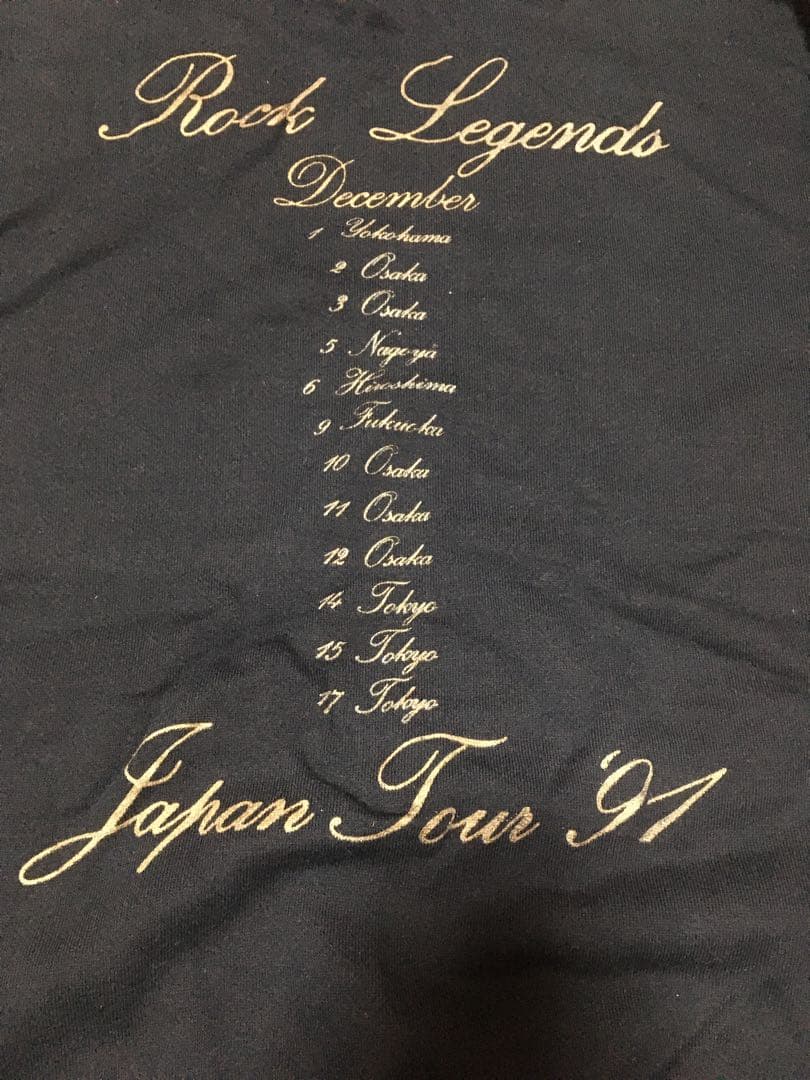 Rock Legends
December
1 Yokohama
2 Osaka
3 Osaka
5 Nagoya
6 Hiroshima
9 Fukuoka
10 Osaka
11 Osaka
12 Osaka
14 Tokyo
15 Tokyo
17 Tokyo
Japan Tour '91